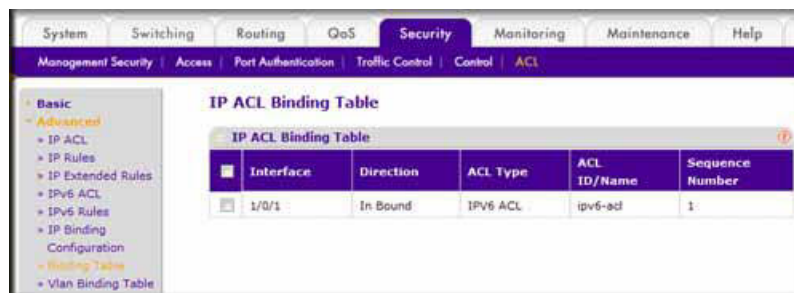 System Switching Routing QoS Security Monitoring Maintenance Help
Management Security | Access | Port Authentication | Traffic Control | Control | ACL
Basic
Advanced
» IP ACL
» IP Rules
» IP Extended Rules
» IPv6 ACL
» IPv6 Rules
» IP Binding
Configuration
» Binding Table
» Vlan Binding Table
IP ACL Binding Table
IP ACL Binding Table
Interface Direction ACL Type ACL ID/Name Sequence Number
1/0/1 In Bound IPV6 ACL ipv6-acl 1